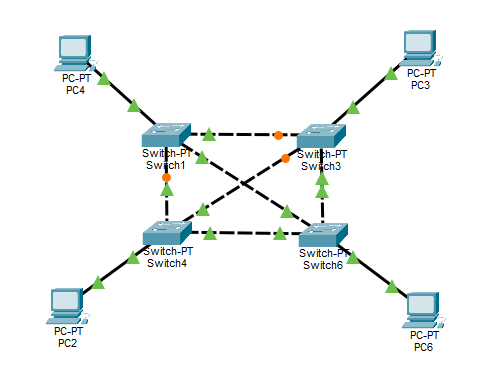 PC-PT
PC4
PC-PT
PC3
Switch-PT
Switch1
Switch-PT
Switch3
Switch-PT
Switch4
Switch-PT
Switch6
PC-PT
PC2
PC-PT
PC6